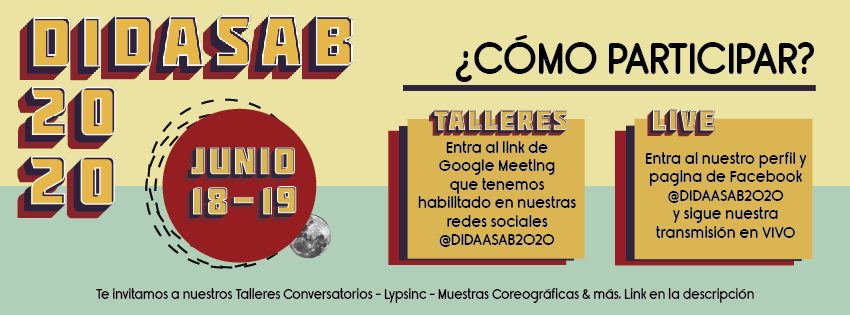 DIDASAB
20
20
JUNIO
18-19
¿CÓMO PARTICIPAR?
TALLERES
Entra al link de
Google Meeting
que tenemos
habilitado en nuestras
redes sociales
@DIDAASAB2020
LIVE
Entra al nuestro perfil y
pagina de Facebook
@DIDAASAB2020
y sigue nuestra
transmisión en VIVO
Te invitamos a nuestros Talleres Conversatorios - Lypsinc - Muestras Coreográficas & más. Link en la descripción